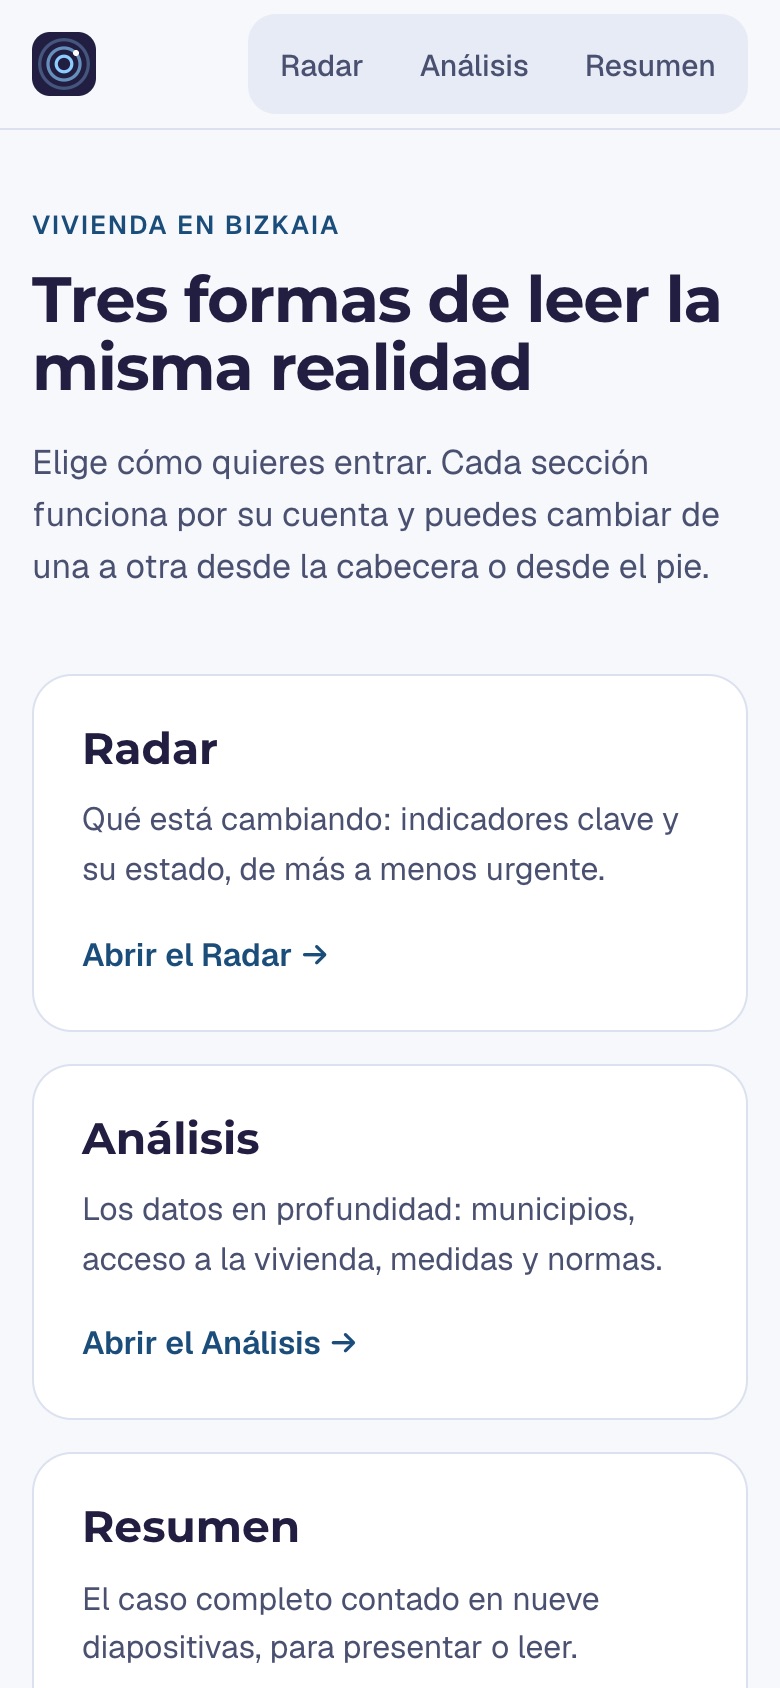 Radar Análisis Resumen
VIVIENDA EN BIZKAIA
Tres formas de leer la
misma realidad
Elige cómo quieres entrar. Cada sección
funciona por su cuenta y puedes cambiar de
una a otra desde la cabecera o desde el pie.
Radar
Qué está cambiando: indicadores clave y
su estado, de más a menos urgente.
Abrir el Radar →
Análisis
Los datos en profundidad: municipios,
acceso a la vivienda, medidas y normas.
Abrir el Análisis →
Resumen
El caso completo contado en nueve
diapositivas, para presentar o leer.